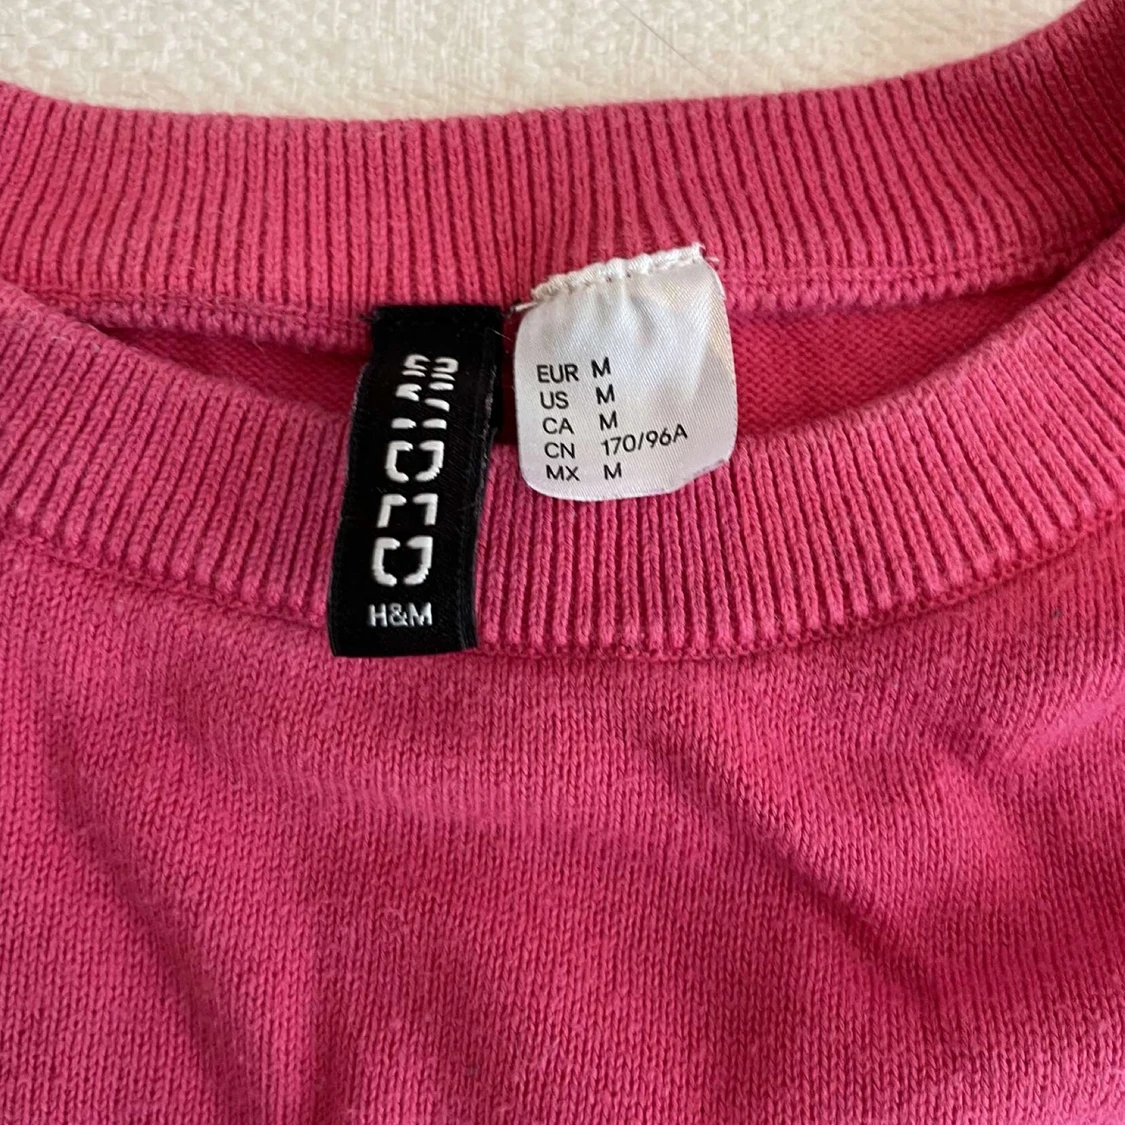 DIVIDED
H&M
EUR M
US M
CA M
CN 170/96A
MX M